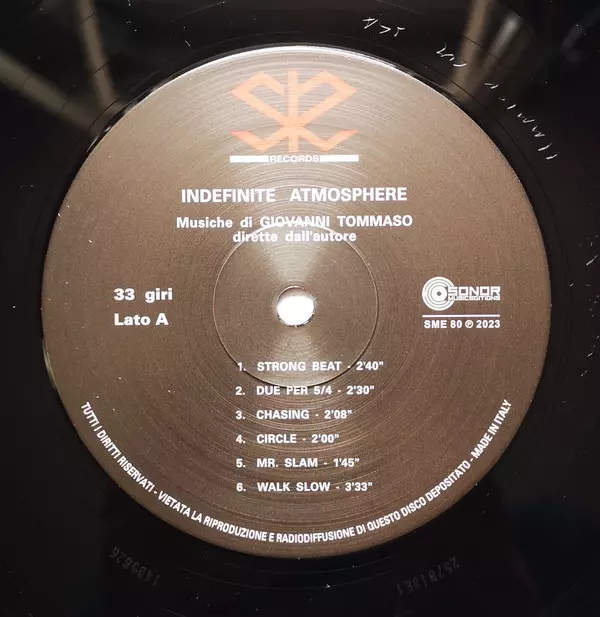 RECORDS
INDEFINITE ATMOSPHERE
Musiche di GIOVANNI TOMMASO
dirette dall'autore
33 giri
Lato A
SONOR
MUSIC EDITIONS
SME 80 ℗ 2023
1. STRONG BEAT - 2'40"
2. DUE PER 5/4 - 2'30"
3. CHASING - 2'08"
4. CIRCLE - 2'00"
5. MR. SLAM - 1'45"
6. WALK SLOW - 3'33"
TUTTI I DIRITTI RISERVATI - VIETATA LA RIPRODUZIONE E RADIODIFFUSIONE DI QUESTO DISCO DEPOSITATO - MADE IN ITALY